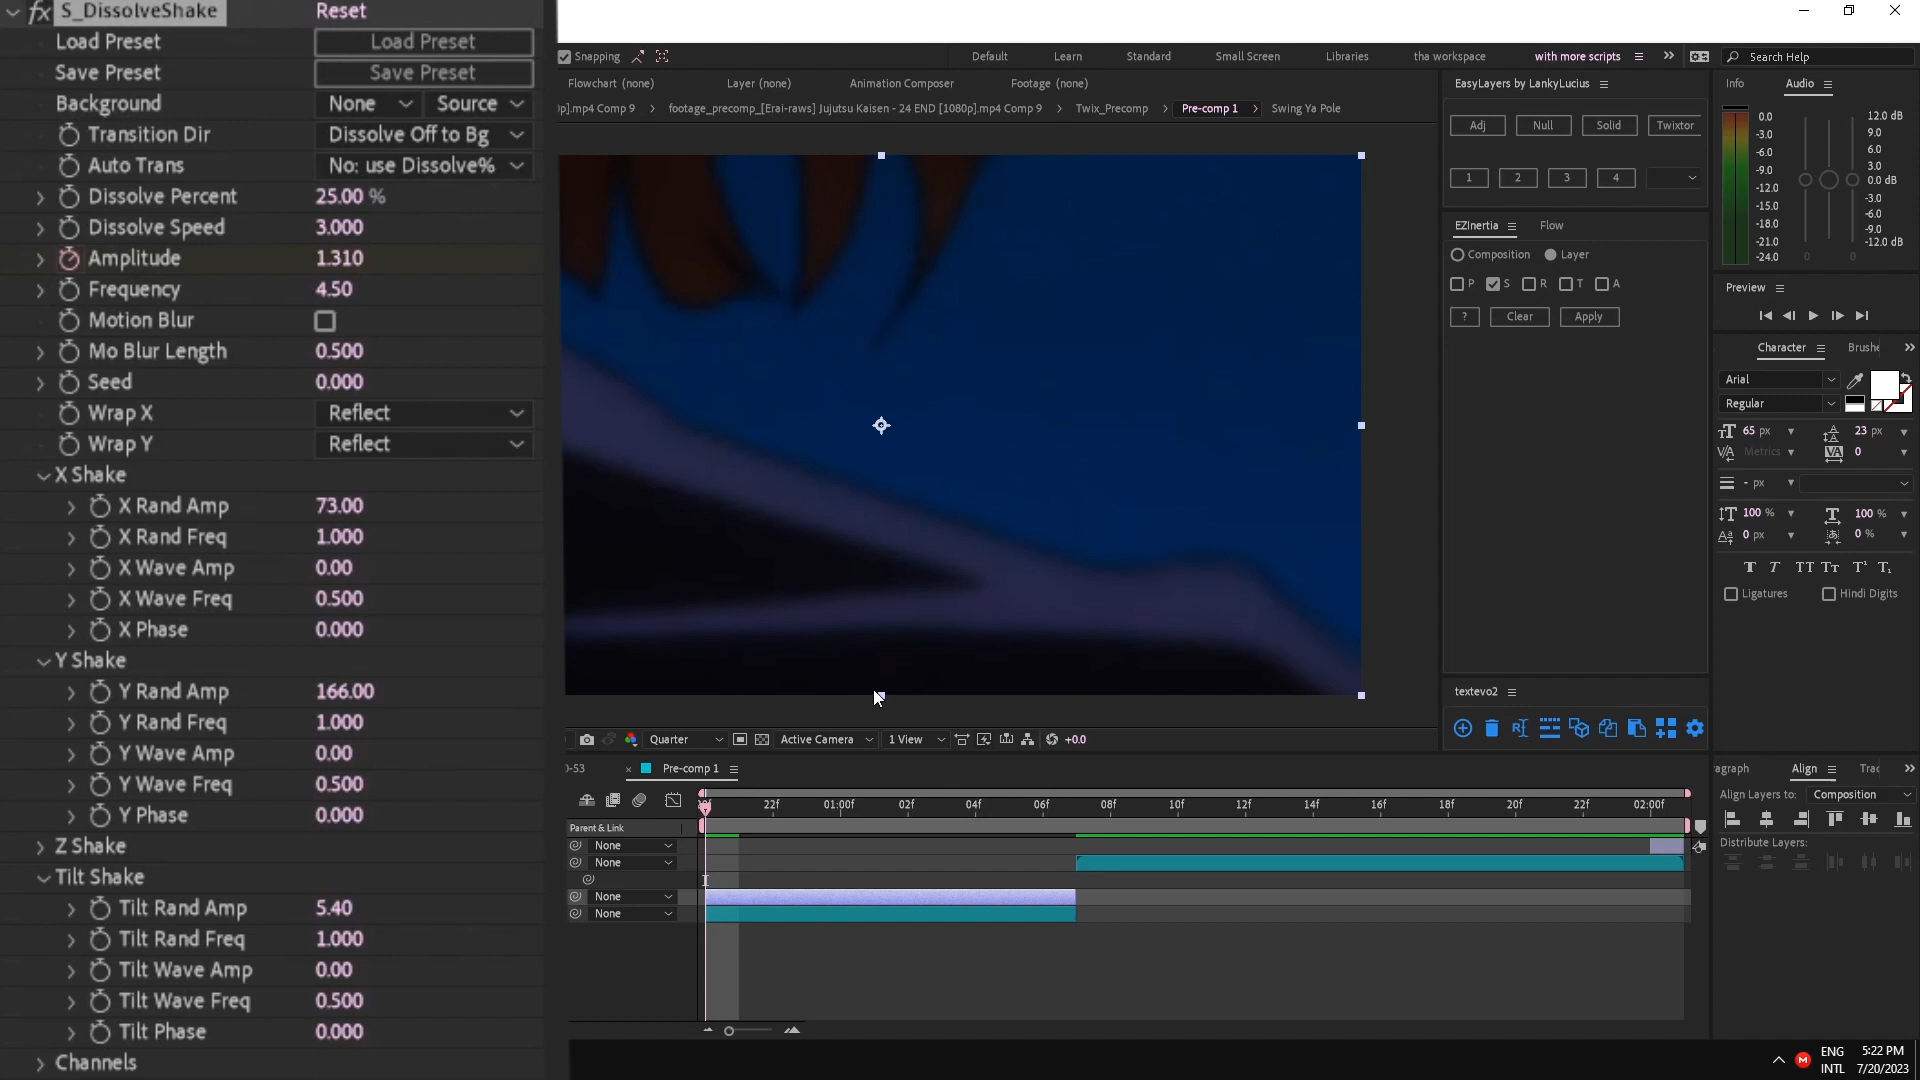 fx S_DissolveShake Reset
Load Preset Load Preset
Save Preset Save Preset
Background None Source
Transition Dir Dissolve Off to Bg
Auto Trans No: use Dissolve%
Dissolve Percent 25.00 %
Dissolve Speed 3.000
Amplitude 1.310
Frequency 4.50
Motion Blur
Mo Blur Length 0.500
Seed 0.000
Wrap X Reflect
Wrap Y Reflect
X Shake
X Rand Amp 73.00
X Rand Freq 1.000
X Wave Amp 0.00
X Wave Freq 0.500
X Phase 0.000
Y Shake
Y Rand Amp 166.00
Y Rand Freq 1.000
Y Wave Amp 0.00
Y Wave Freq 0.500
Y Phase 0.000
Z Shake
Tilt Shake
Tilt Rand Amp 5.40
Tilt Rand Freq 1.000
Tilt Wave Amp 0.00
Tilt Wave Freq 0.500
Tilt Phase 0.000
Channels
Snapping Default Learn Standard Small Screen Libraries tha workspace with more scripts Search Help
Flowchart (none) Layer (none) Animation Composer Footage (none)
p].mp4 Comp 9 footage_precomp_[Erai-raws] Jujutsu Kaisen - 24 END [1080p].mp4 Comp 9 Twix_Precomp Pre-comp 1 Swing Ya Pole
Quarter Active Camera 1 View +0.0
EasyLayers by LankyLucius
Adj Null Solid Twixtor
1 2 3 4
EZInertia Flow
Composition Layer
P S R T A
? Clear Apply
textevo2
Info Audio
0.0 12.0 dB
-3.0 9.0
-6.0 6.0
-9.0 3.0
-12.0 0.0 dB
-15.0 -3.0
-18.0 -6.0
-21.0 -9.0
-24.0 -12.0 dB
0 0
Preview
Character Brushe
Arial
Regular
65 px 23 px
Metrics 0
- px
100 % 100 %
0 px 0 %
T T TT Tt T¹ T₁
Ligatures Hindi Digits
agraph Align Trac
Align Layers to: Composition
Distribute Layers:
0-53 Pre-comp 1
22f 01:00f 02f 04f 06f 08f 10f 12f 14f 16f 18f 20f 22f 02:00f
Parent & Link
None
None
None
None
ENG 5:22 PM
INTL 7/20/2023